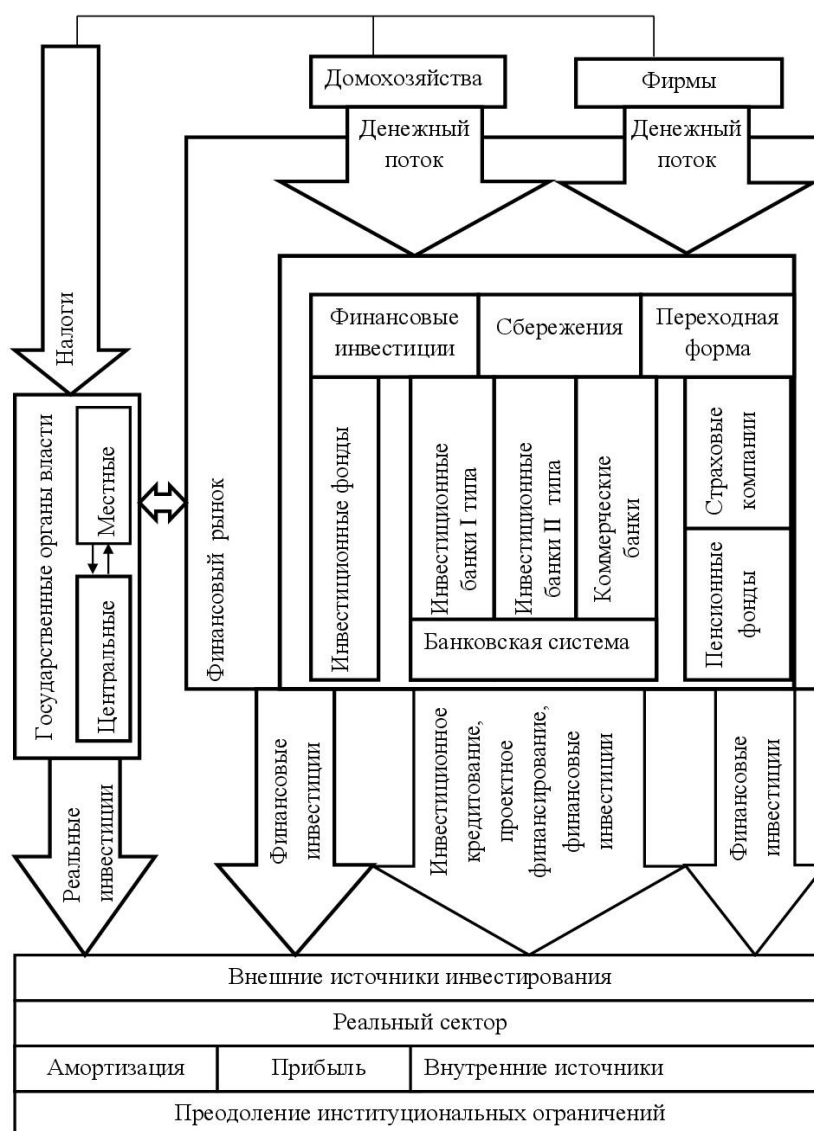 Домохозяйства
Фирмы
Денежный
поток
Денежный
поток
Налоги
Финансовые
инвестиции
Сбережения
Переходная
форма
Государственные органы власти
Местные
Центральные
Финансовый рынок
Инвестиционные фонды
Инвестиционные
банки I типа
Инвестиционные
банки II типа
Коммерческие
банки
Страховые
компании
Пенсионные
фонды
Банковская система
Реальные
инвестиции
Финансовые
инвестиции
Инвестиционное
кредитование,
проектное
финансирование,
финансовые
инвестиции
Финансовые
инвестиции
Внешние источники инвестирования
Реальный сектор
Амортизация
Прибыль
Внутренние источники
Преодоление институциональных ограничений